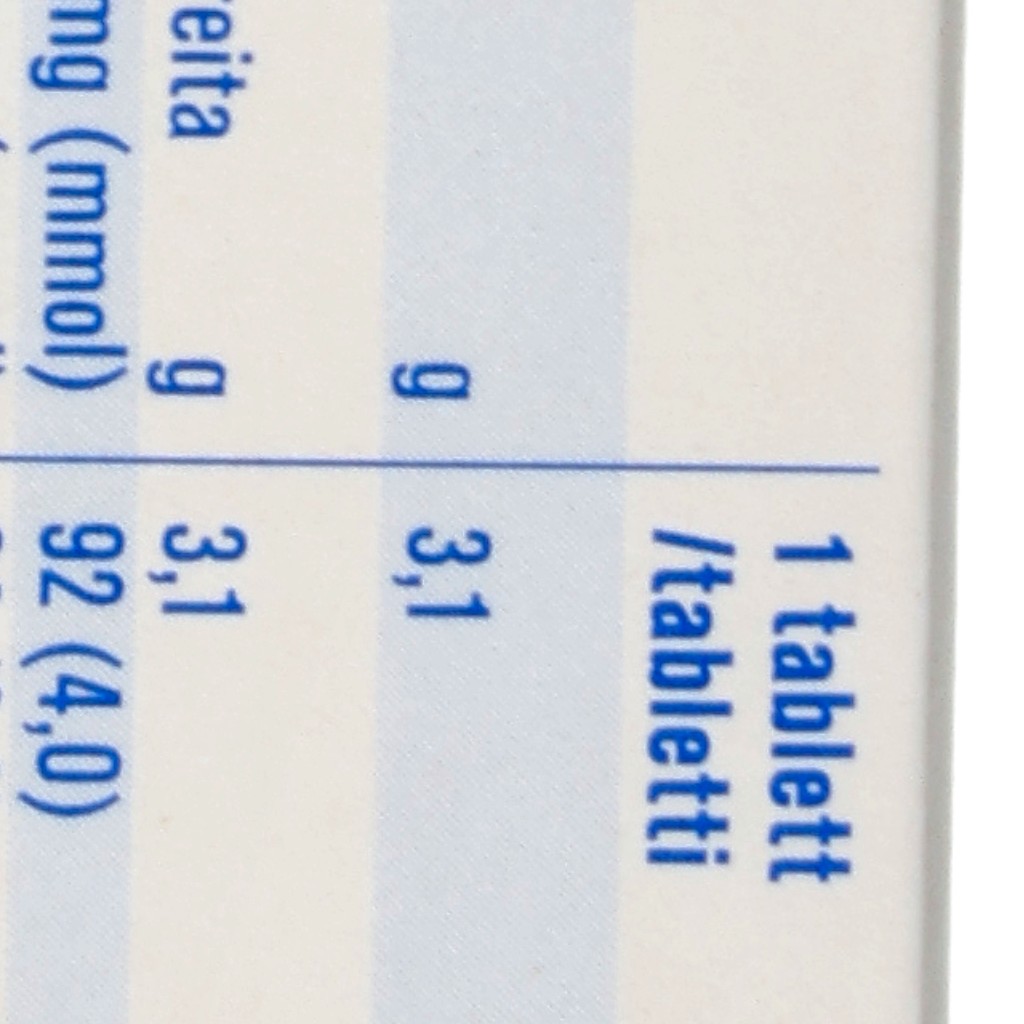 1 tablett
/tabletti
g 3,1
eita g 3,1
mg (mmol) 92 (4,0)